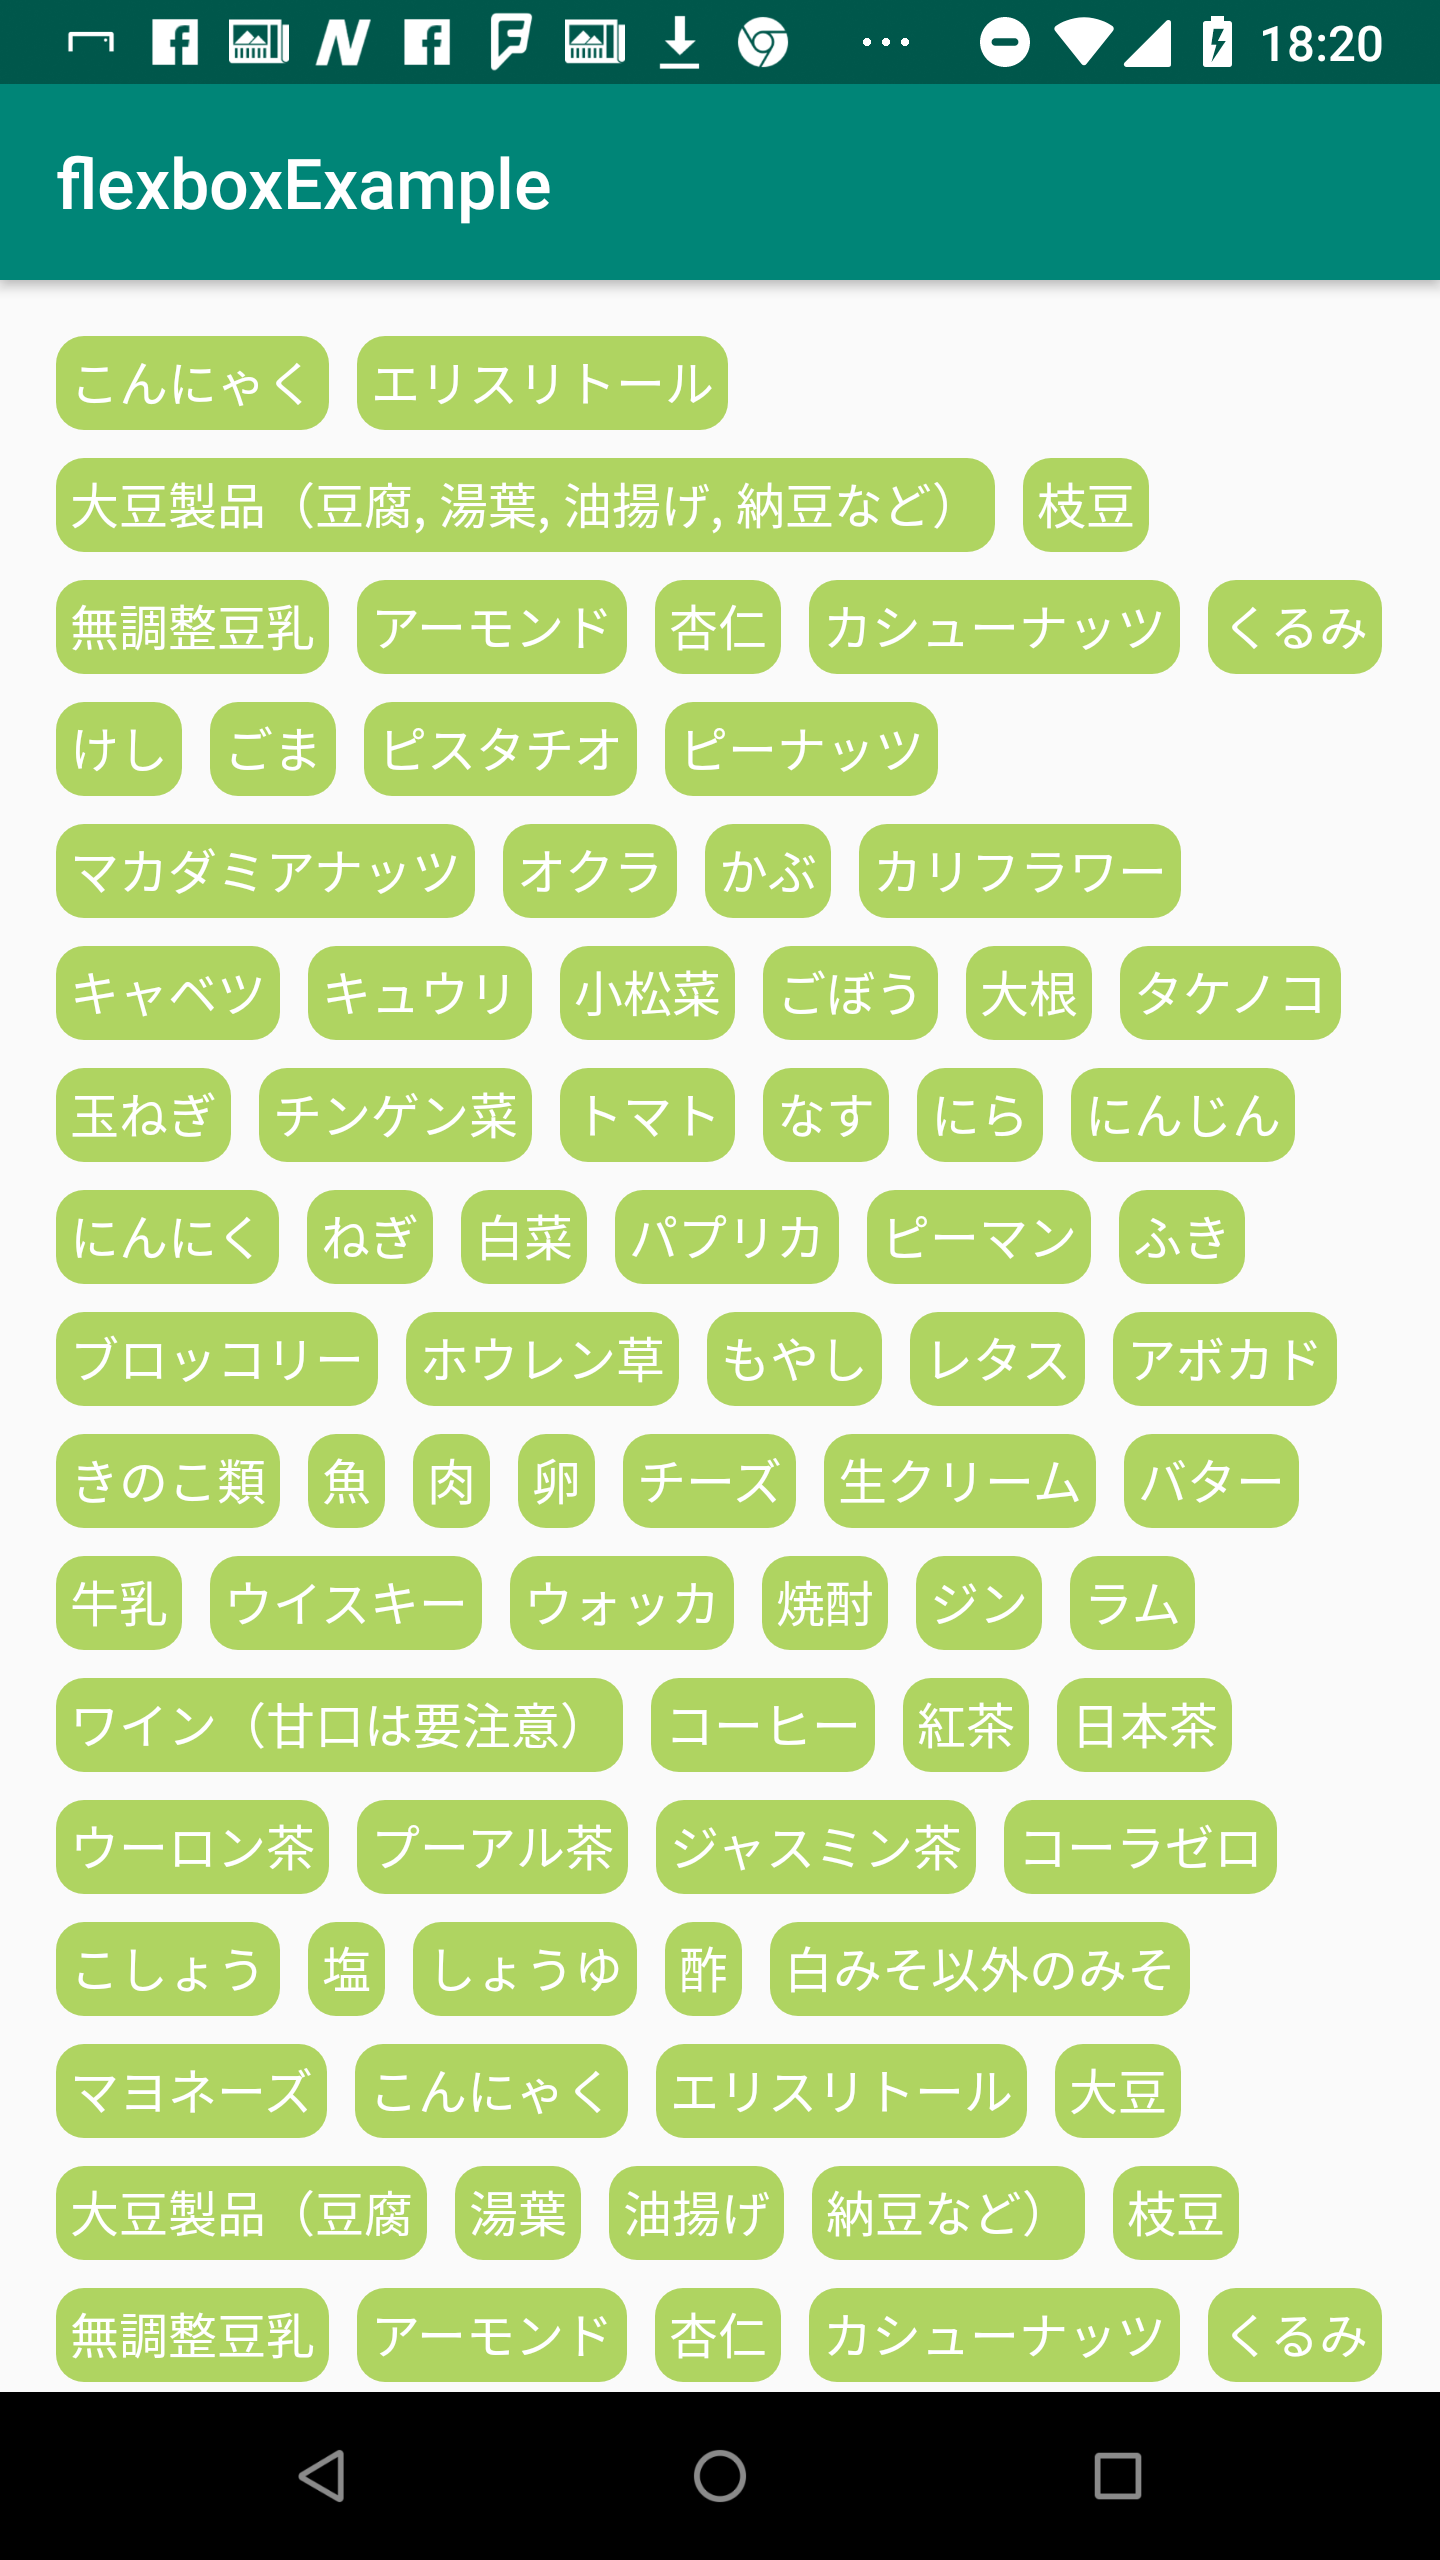 18:20
flexboxExample
こんにゃく エリスリトール
大豆製品（豆腐, 湯葉, 油揚げ, 納豆など） 枝豆
無調整豆乳 アーモンド 杏仁 カシューナッツ くるみ
けし ごま ピスタチオ ピーナッツ
マカダミアナッツ オクラ かぶ カリフラワー
キャベツ キュウリ 小松菜 ごぼう 大根 タケノコ
玉ねぎ チンゲン菜 トマト なす にら にんじん
にんにく ねぎ 白菜 パプリカ ピーマン ふき
ブロッコリー ホウレン草 もやし レタス アボカド
きのこ類 魚 肉 卵 チーズ 生クリーム バター
牛乳 ウイスキー ウォッカ 焼酎 ジン ラム
ワイン（甘口は要注意） コーヒー 紅茶 日本茶
ウーロン茶 プーアル茶 ジャスミン茶 コーラゼロ
こしょう 塩 しょうゆ 酢 白みそ以外のみそ
マヨネーズ こんにゃく エリスリトール 大豆
大豆製品（豆腐 湯葉 油揚げ 納豆など） 枝豆
無調整豆乳 アーモンド 杏仁 カシューナッツ くるみ